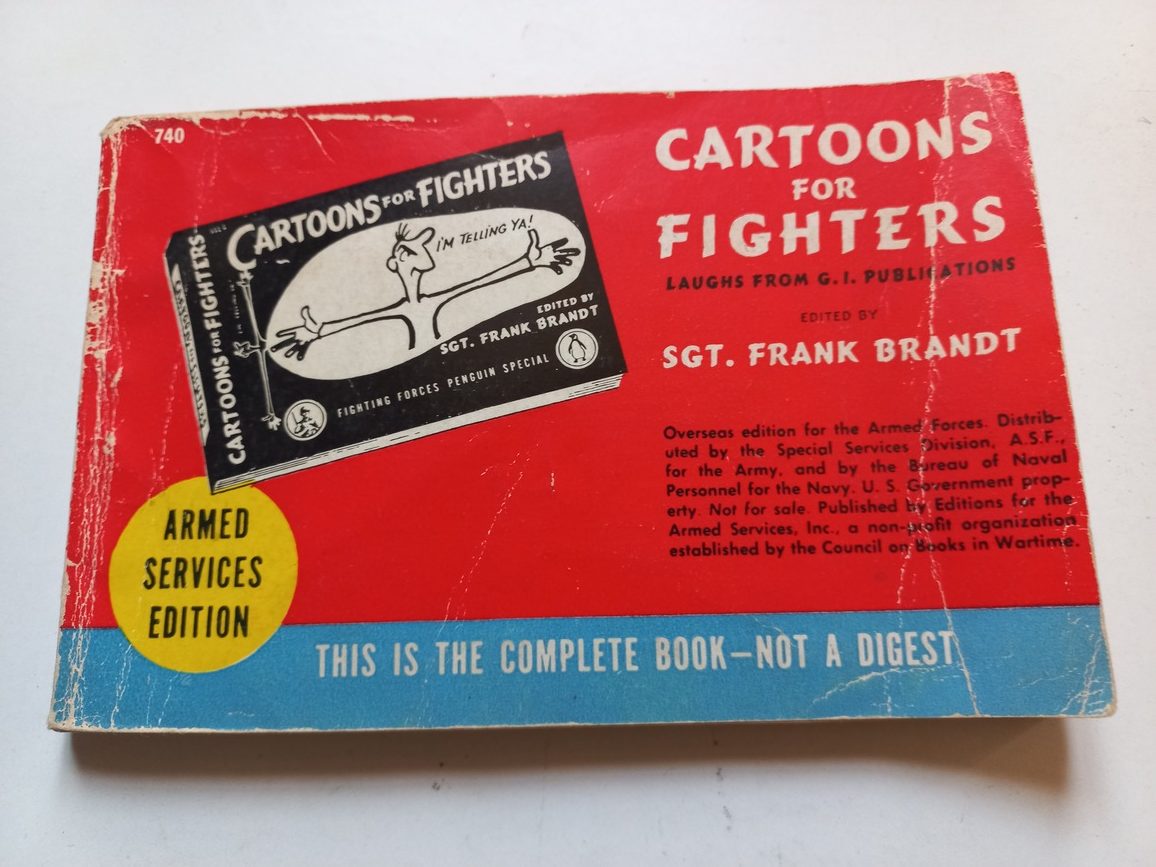 740
CARTOONS
FOR
FIGHTERS
LAUGHS FROM G.I. PUBLICATIONS
EDITED BY
SGT. FRANK BRANDT
Overseas edition for the Armed Forces. Distrib-
uted by the Special Services Division, A.S.F.,
for the Army, and by the Bureau of Naval
Personnel for the Navy. U. S. Government prop-
erty. Not for sale. Published by Editions for the
Armed Services, Inc., a non-profit organization
established by the Council on Books in Wartime.
CARTOONS FOR FIGHTERS
CARTOONS FOR FIGHTERS
I'M TELLING YA!
EDITED BY
SGT. FRANK BRANDT
FIGHTING FORCES PENGUIN SPECIAL
ARMED
SERVICES
EDITION
THIS IS THE COMPLETE BOOK—NOT A DIGEST